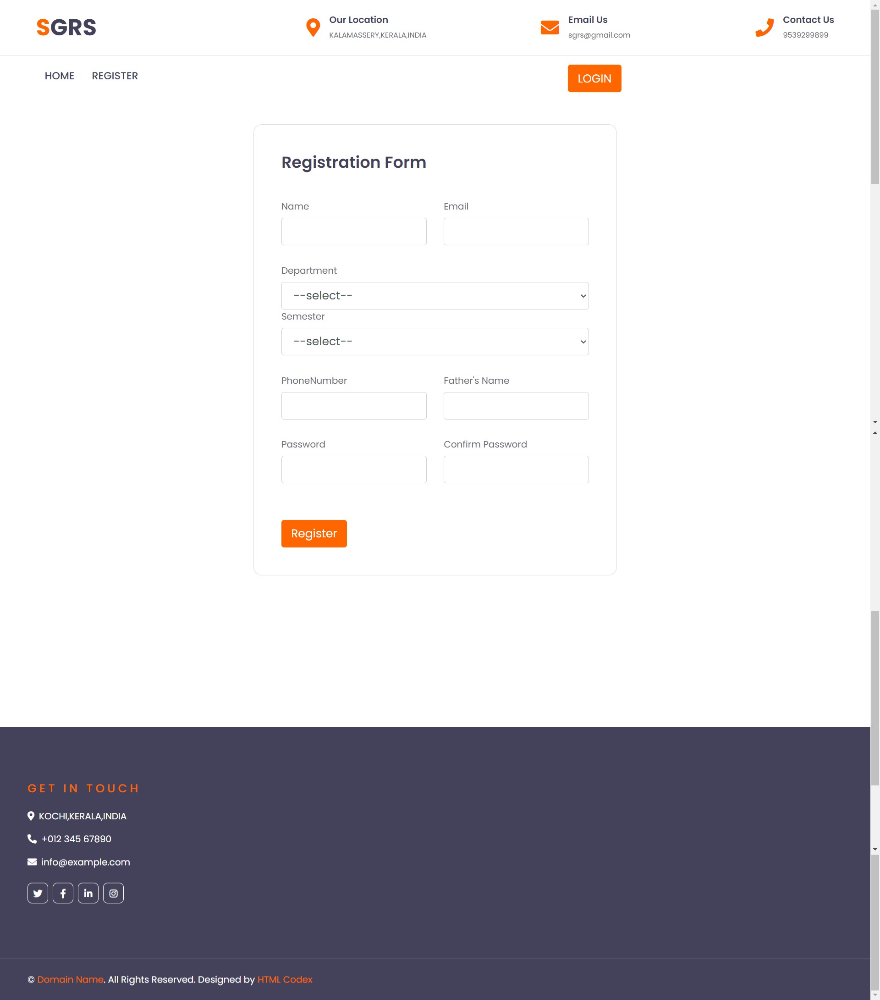 SGRS
Our Location
KALAMASSERY,KERALA,INDIA
Email Us
sgrs@gmail.com
Contact Us
9539299899
HOME REGISTER LOGIN
Registration Form
Name Email
Department
--select--
Semester
--select--
PhoneNumber Father's Name
Password Confirm Password
Register
GET IN TOUCH
KOCHI,KERALA,INDIA
+012 345 67890
info@example.com
© Domain Name. All Rights Reserved. Designed by HTML Codex